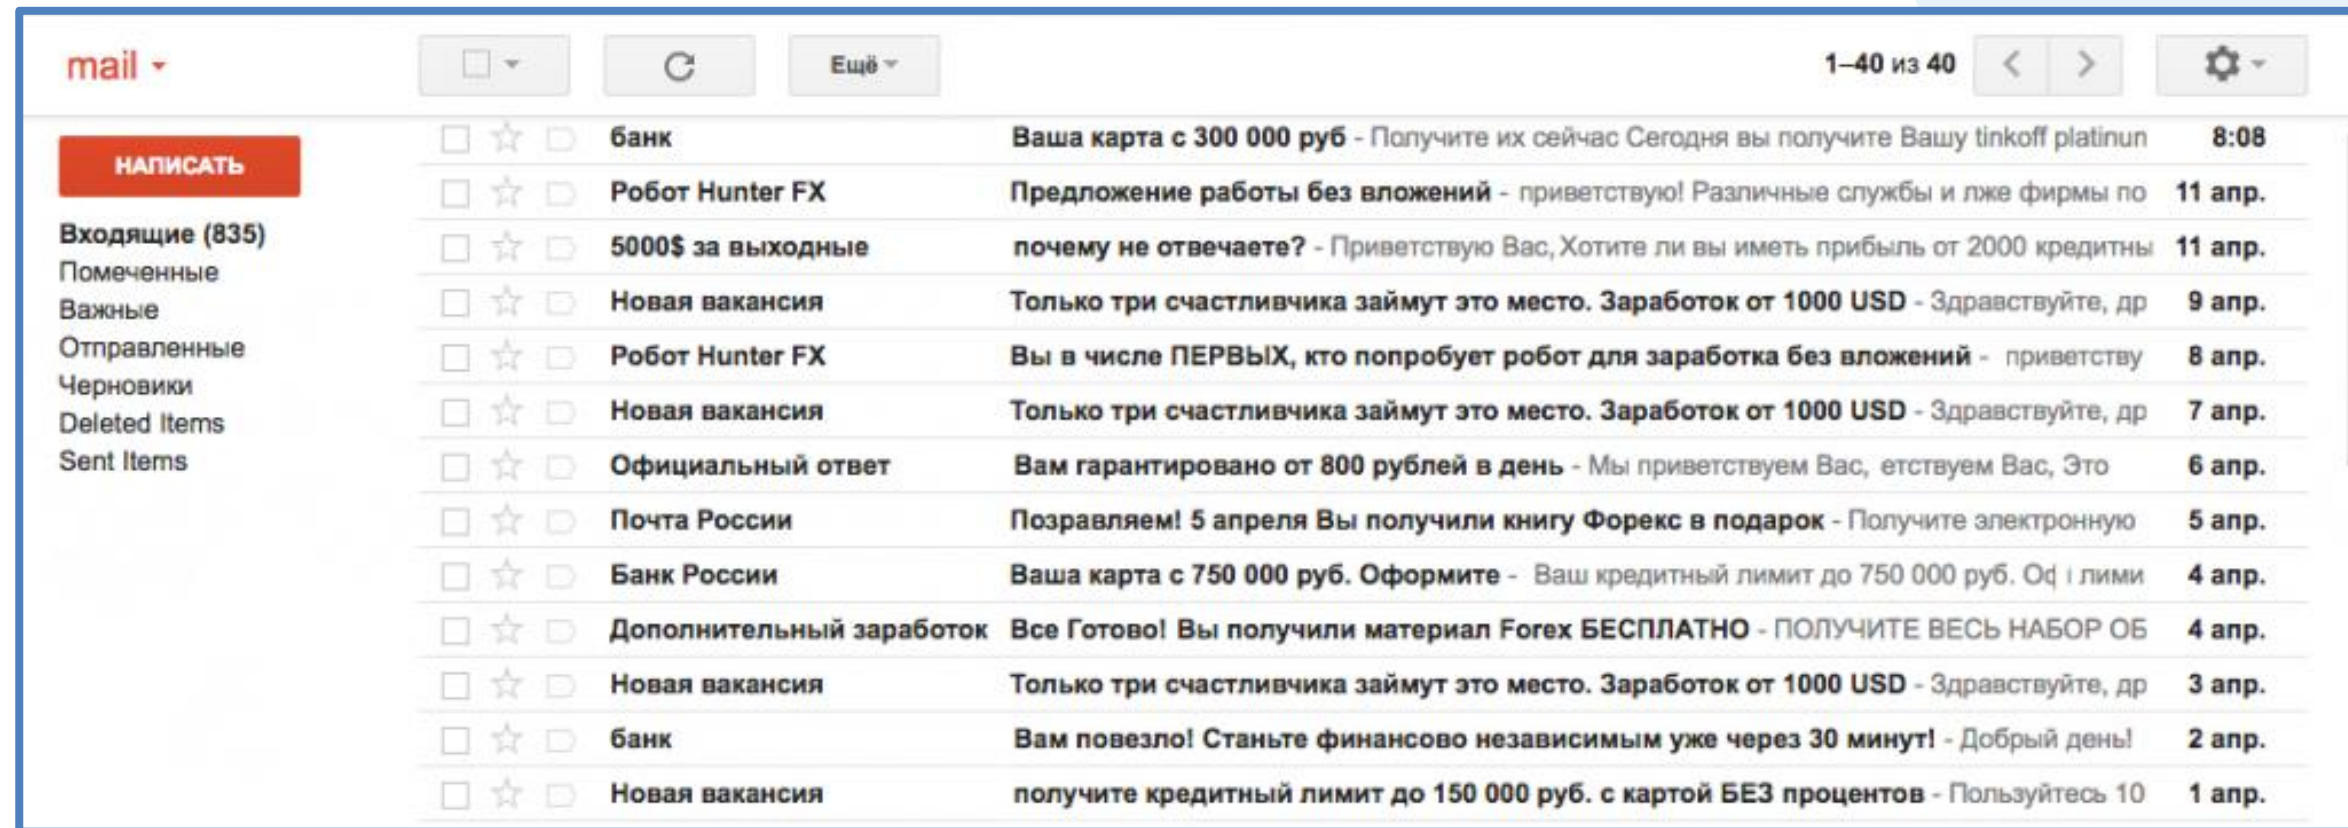 mail
Ещё
1–40 из 40
НАПИСАТЬ
Входящие (835)
Помеченные
Важные
Отправленные
Черновики
Deleted Items
Sent Items
банк Ваша карта с 300 000 руб - Получите их сейчас Сегодня вы получите Вашу tinkoff platinun 8:08
Робот Hunter FX Предложение работы без вложений - приветствую! Различные службы и лже фирмы по 11 апр.
5000$ за выходные почему не отвечаете? - Приветствую Вас, Хотите ли вы иметь прибыль от 2000 кредитны 11 апр.
Новая вакансия Только три счастливчика займут это место. Заработок от 1000 USD - Здравствуйте, др 9 апр.
Робот Hunter FX Вы в числе ПЕРВЫХ, кто попробует робот для заработка без вложений - приветству 8 апр.
Новая вакансия Только три счастливчика займут это место. Заработок от 1000 USD - Здравствуйте, др 7 апр.
Официальный ответ Вам гарантировано от 800 рублей в день - Мы приветствуем Вас, етствуем Вас, Это 6 апр.
Почта России Позравляем! 5 апреля Вы получили книгу Форекс в подарок - Получите электронную 5 апр.
Банк России Ваша карта с 750 000 руб. Оформите - Ваш кредитный лимит до 750 000 руб. лими 4 апр.
Дополнительный заработок Все Готово! Вы получили материал Forex БЕСПЛАТНО - ПОЛУЧИТЕ ВЕСЬ НАБОР ОБ 4 апр.
Новая вакансия Только три счастливчика займут это место. Заработок от 1000 USD - Здравствуйте, др 3 апр.
банк Вам повезло! Станьте финансово независимым уже через 30 минут! - Добрый день! 2 апр.
Новая вакансия получите кредитный лимит до 150 000 руб. с картой БЕЗ процентов - Пользуйтесь 10 1 апр.